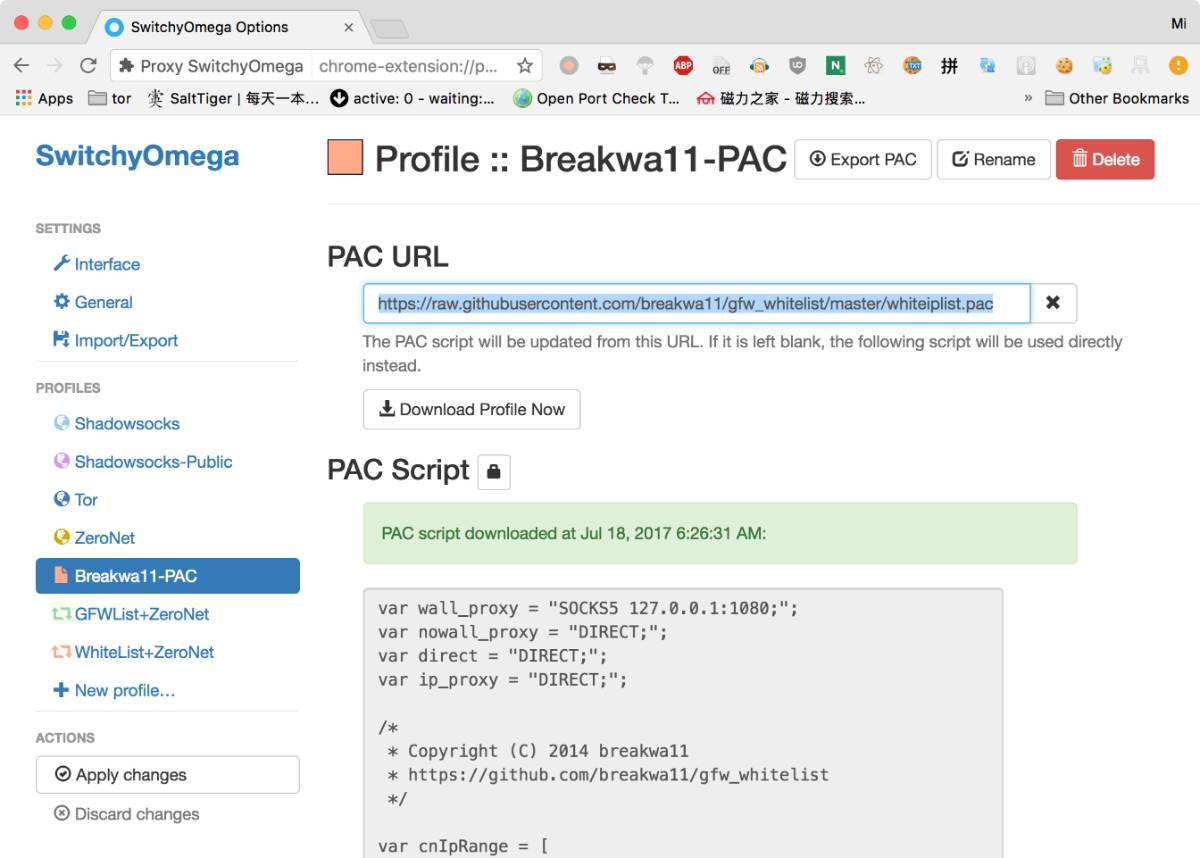 SwitchyOmega Options
Mi
Proxy SwitchyOmega chrome-extension://p...
ABP
OFF
N
TXT
拼
Apps
tor
SaltTiger | 每天一本...
active: 0 - waiting:...
Open Port Check T...
磁力之家 - 磁力搜索...
»
Other Bookmarks
SwitchyOmega
Profile :: Breakwa11-PAC
Export PAC
Rename
Delete
SETTINGS
Interface
General
Import/Export
PROFILES
Shadowsocks
Shadowsocks-Public
Tor
ZeroNet
Breakwa11-PAC
GFWList+ZeroNet
WhiteList+ZeroNet
New profile...
ACTIONS
Apply changes
Discard changes
PAC URL
https://raw.githubusercontent.com/breakwa11/gfw_whitelist/master/whiteiplist.pac
The PAC script will be updated from this URL. If it is left blank, the following script will be used directly
instead.
Download Profile Now
PAC Script
PAC script downloaded at Jul 18, 2017 6:26:31 AM:
var wall_proxy = "SOCKS5 127.0.0.1:1080;";
var nowall_proxy = "DIRECT;";
var direct = "DIRECT;";
var ip_proxy = "DIRECT;";
/*
* Copyright (C) 2014 breakwa11
* https://github.com/breakwa11/gfw_whitelist
*/
var cnIpRange = [